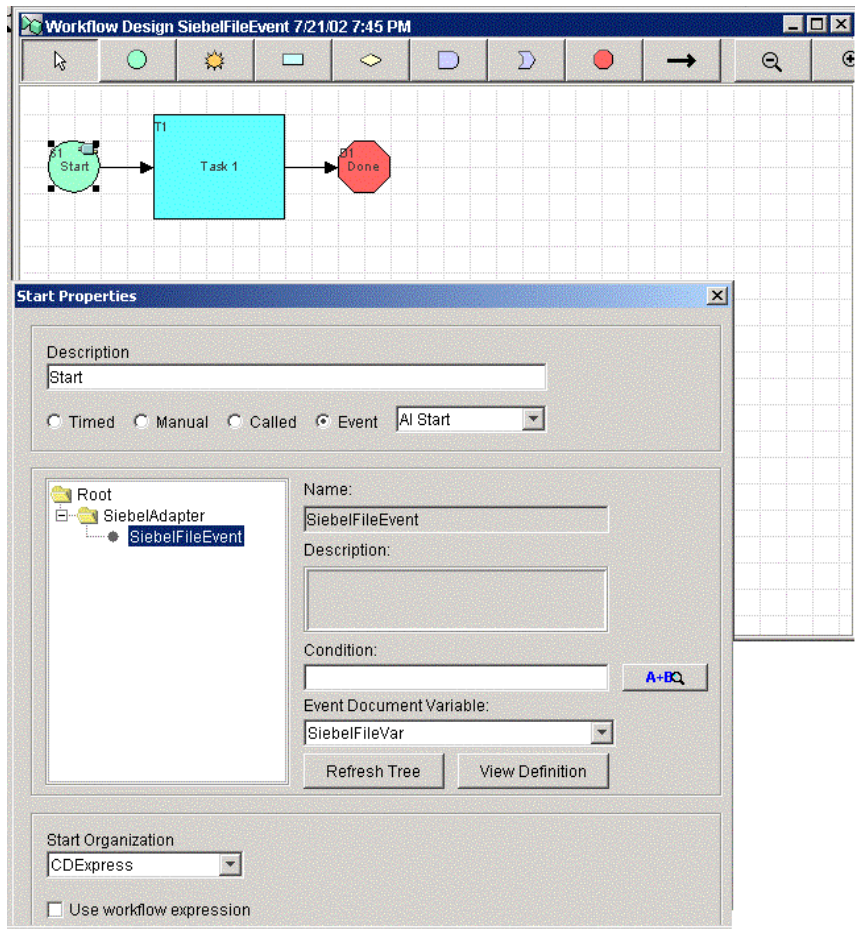 Workflow Design SiebelFileEvent 7/21/02 7:45 PM
T1
S1
Start
Task 1
D1
Done
Start Properties
Description
Start
Timed Manual Called Event AI Start
Root
SiebelAdapter
SiebelFileEvent
Name:
SiebelFileEvent
Description:
Condition:
A+B
Event Document Variable:
SiebelFileVar
Refresh Tree View Definition
Start Organization
CDExpress
Use workflow expression